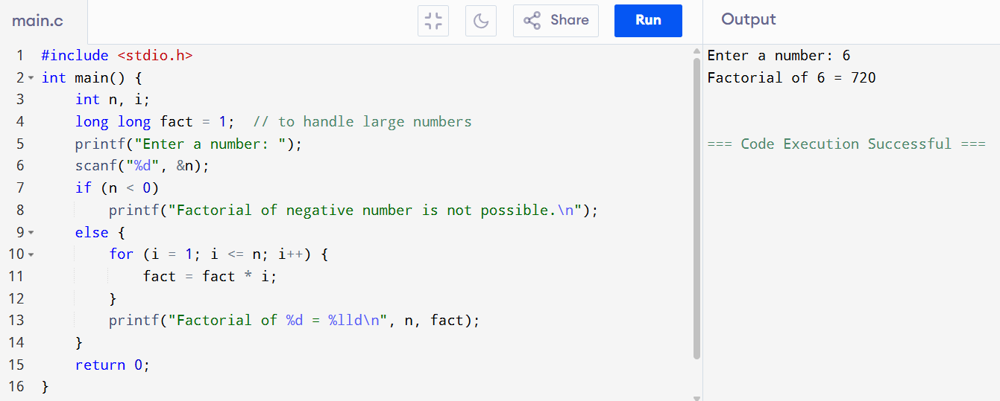 main.c
Share
Run
Output
1 #include <stdio.h>
2 int main() {
3     int n, i;
4     long long fact = 1;  // to handle large numbers
5     printf("Enter a number: ");
6     scanf("%d", &n);
7     if (n < 0)
8         printf("Factorial of negative number is not possible.\n");
9     else {
10         for (i = 1; i <= n; i++) {
11             fact = fact * i;
12         }
13         printf("Factorial of %d = %lld\n", n, fact);
14     }
15     return 0;
16 }
Enter a number: 6
Factorial of 6 = 720
=== Code Execution Successful ===